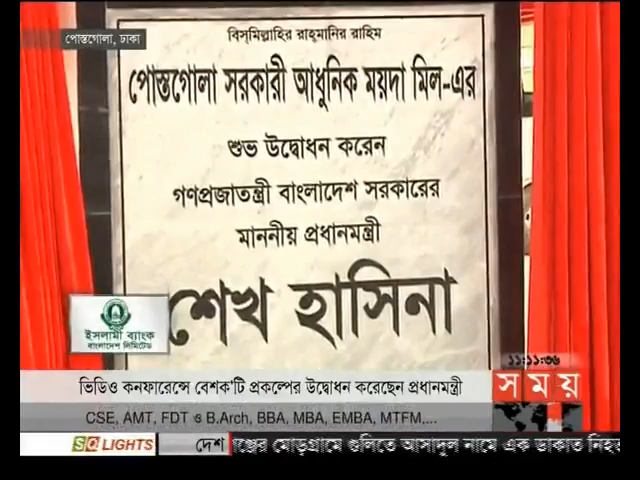 পোস্তগোলা, ঢাকা
বিস্‌মিল্লাহির রাহ্‌মানির রাহিম
পোস্তগোলা সরকারী আধুনিক ময়দা মিল-এর
শুভ উদ্বোধন করেন
গণপ্রজাতন্ত্রী বাংলাদেশ সরকারের
মাননীয় প্রধানমন্ত্রী
শেখ হাসিনা
ইসলামী ব্যাংক
বাংলাদেশ লিমিটেড
১১:১১:৩৬
ভিডিও কনফারেন্সে বেশক'টি প্রকল্পের উদ্বোধন করেছেন প্রধানমন্ত্রী
সময়
CSE, AMT, FDT ও B.Arch, BBA, MBA, EMBA, MTFM,...
SQ LIGHTS
দেশ
ঞ্জের মোড়গ্রামে গুলিতে আসাদুল নামে এক ডাকাত নিহত